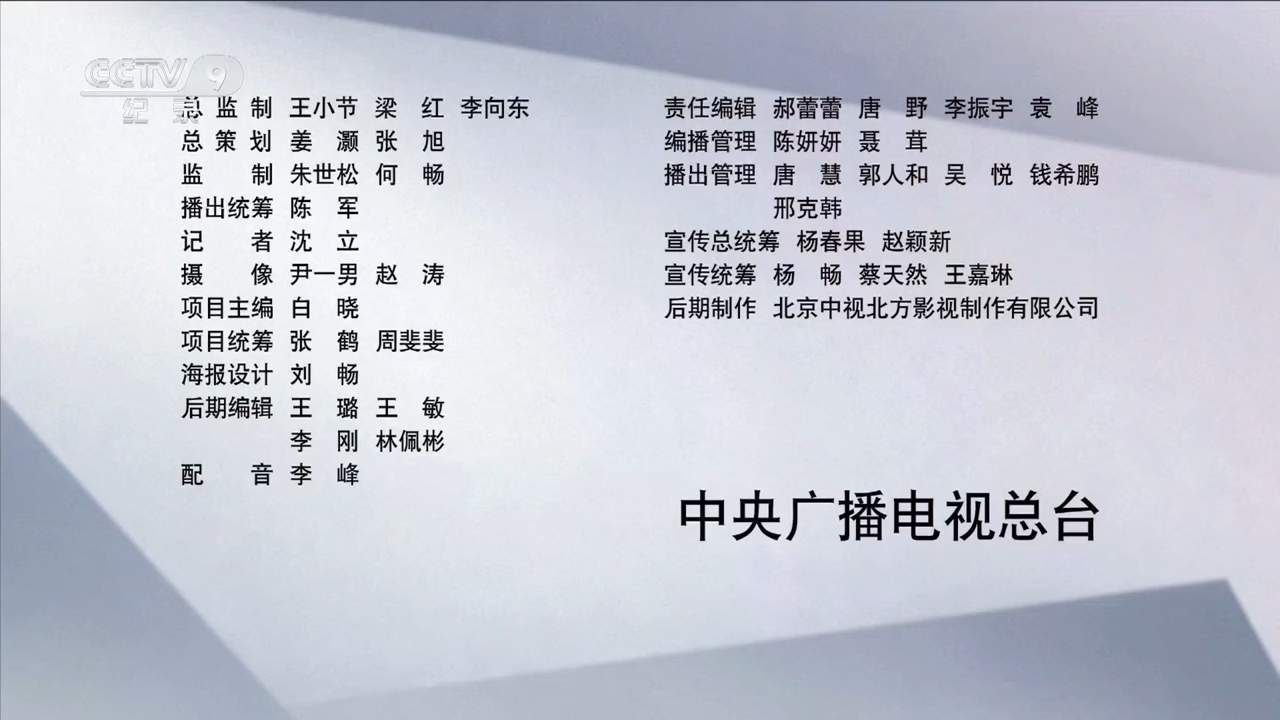 CCTV 9
纪录
总监制 王小节 梁红 李向东
总策划 姜灏 张旭
监制 朱世松 何畅
播出统筹 陈军
记者 沈立
摄像 尹一男 赵涛
项目主编 白晓
项目统筹 张鹤 周斐斐
海报设计 刘畅
后期编辑 王璐 王敏
李刚 林佩彬
配音 李峰
责任编辑 郝蕾蕾 唐野 李振宇 袁峰
编播管理 陈妍妍 聂茸
播出管理 唐慧 郭人和 吴悦 钱希鹏
邢克韩
宣传总统筹 杨春果 赵颖新
宣传统筹 杨畅 蔡天然 王嘉琳
后期制作 北京中视北方影视制作有限公司
中央广播电视总台